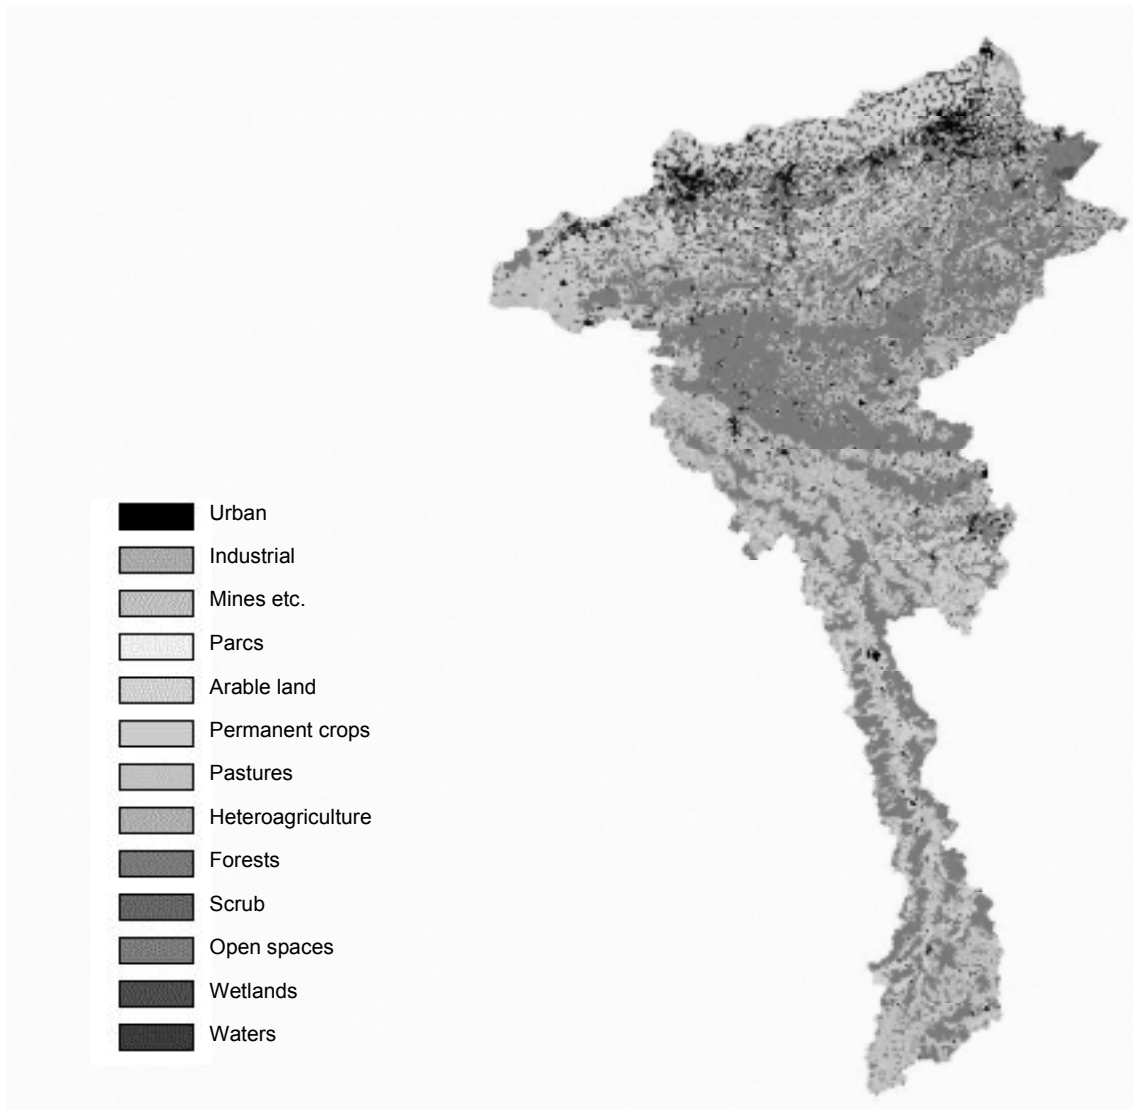 Urban
Industrial
Mines etc.
Parcs
Arable land
Permanent crops
Pastures
Heteroagriculture
Forests
Scrub
Open spaces
Wetlands
Waters